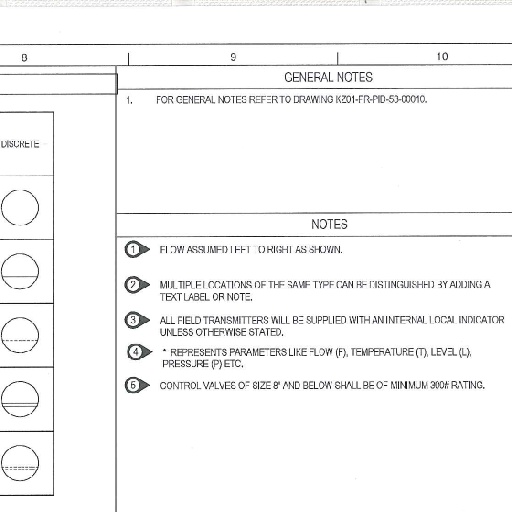 8 9 10
GENERAL NOTES
1. FOR GENERAL NOTES REFER TO DRAWING KZ01-FR-PID-50-00010.
DISCRETE
NOTES
1 FLOW ASSUMED LEFT TO RIGHT AS SHOWN.
2 MULTIPLE LOCATIONS OF THE SAME TYPE CAN BE DISTINGUISHED BY ADDING A
TEXT LABEL OR NOTE.
3 ALL FIELD TRANSMITTERS WILL BE SUPPLIED WITH AN INTERNAL LOCAL INDICATOR
UNLESS OTHERWISE STATED.
4 * REPRESENTS PARAMETERS LIKE FLOW (F), TEMPERATURE (T), LEVEL (L),
PRESSURE (P) ETC.
5 CONTROL VALVES OF SIZE 8" AND BELOW SHALL BE OF MINIMUM 300# RATING.